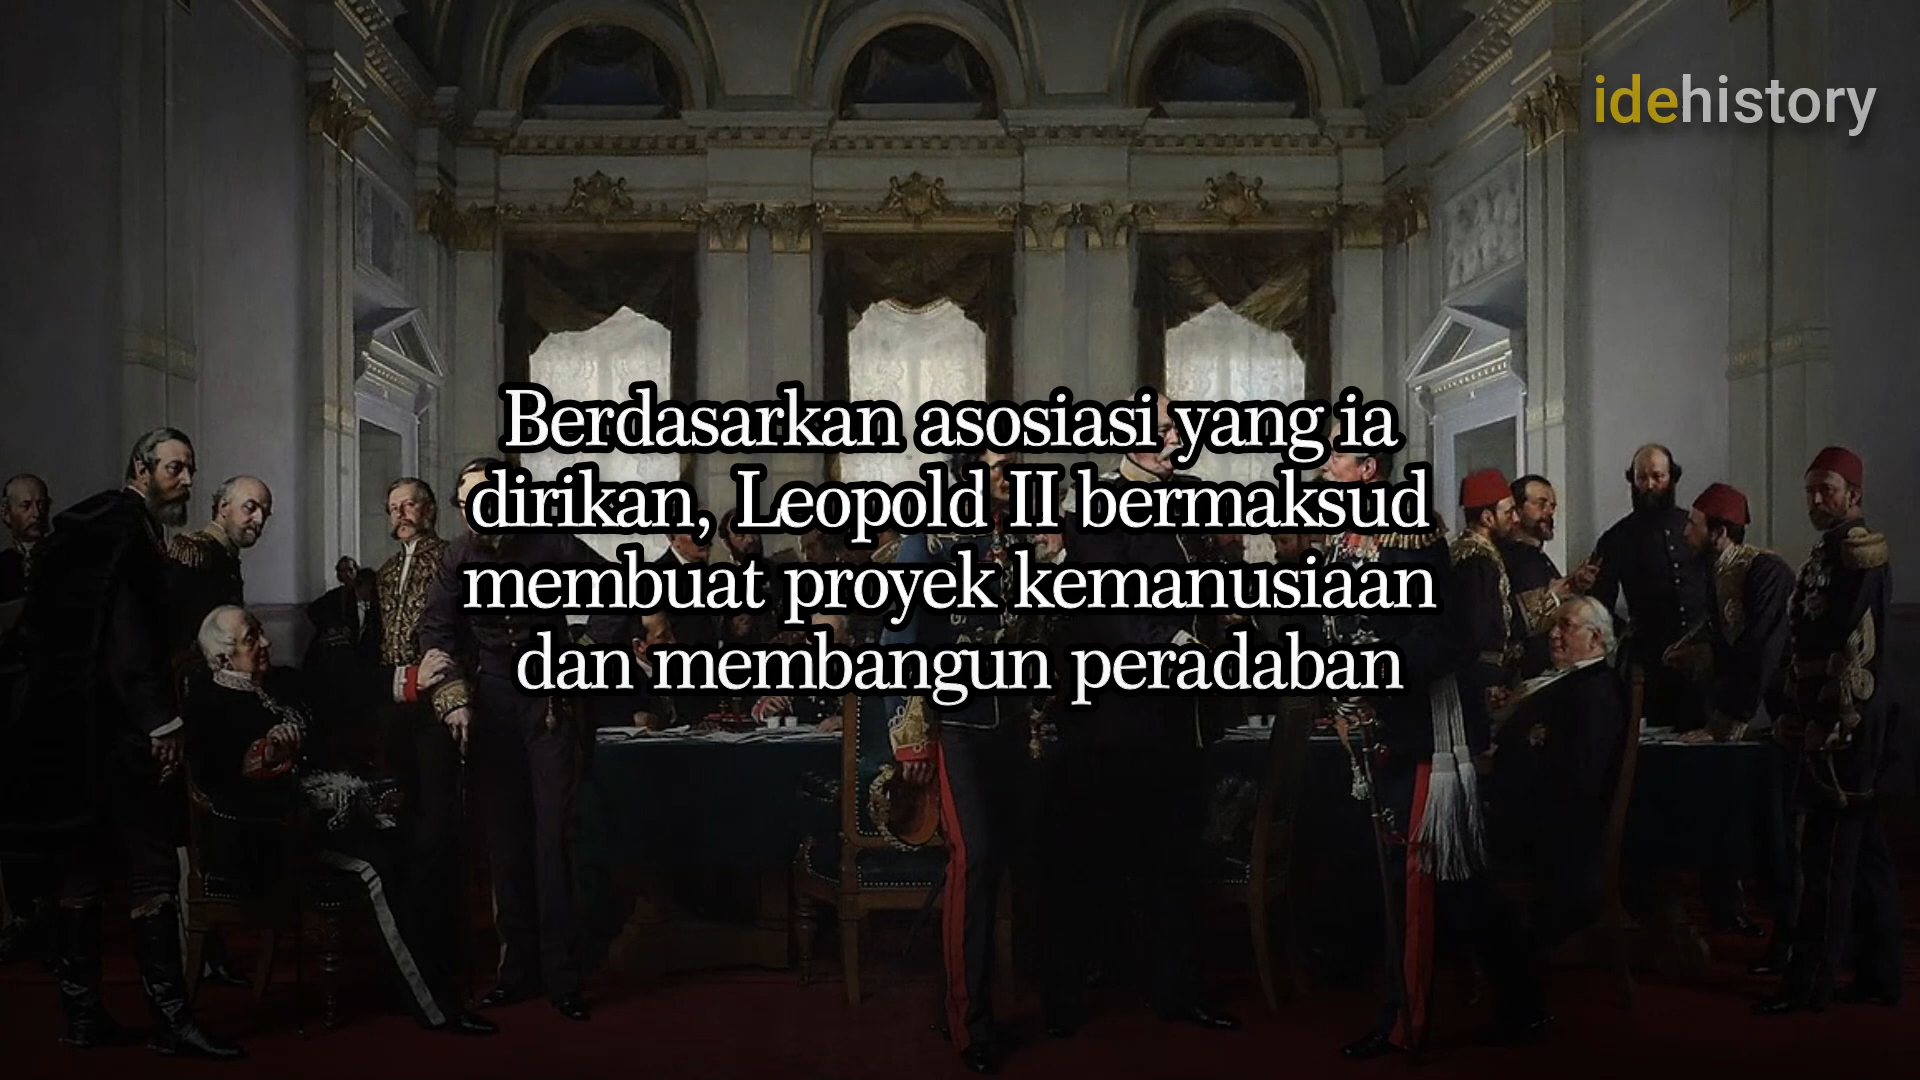 idehistory
Berdasarkan asosiasi yang ia
dirikan, Leopold II bermaksud
membuat proyek kemanusiaan
dan membangun peradaban